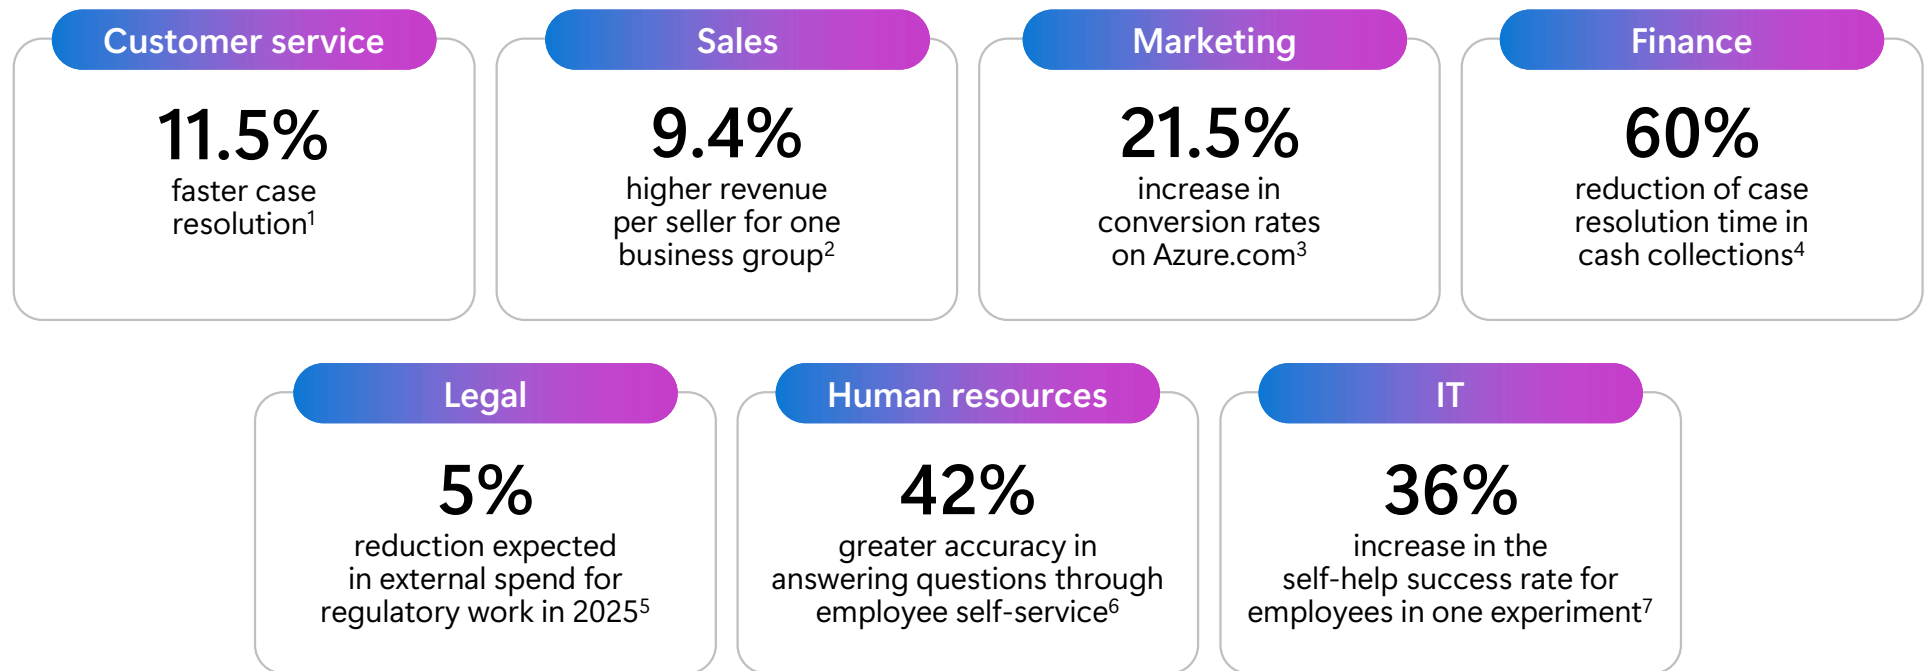 Customer service
11.5%
faster case
resolution¹
Sales
9.4%
higher revenue
per seller for one
business group²
Marketing
21.5%
increase in
conversion rates
on Azure.com³
Finance
60%
reduction of case
resolution time in
cash collections⁴
Legal
5%
reduction expected
in external spend for
regulatory work in 2025⁵
Human resources
42%
greater accuracy in
answering questions through
employee self-service⁶
IT
36%
increase in the
self-help success rate for
employees in one experiment⁷